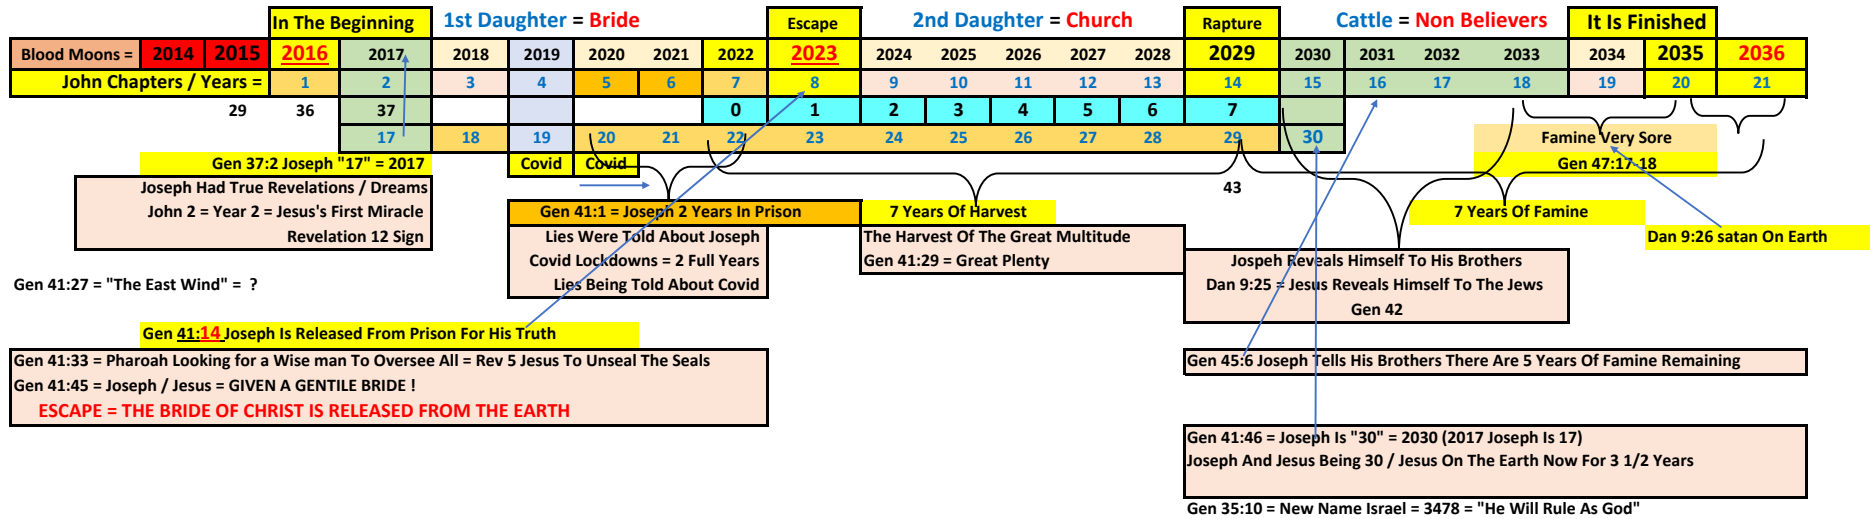 In The Beginning 1st Daughter = Bride Escape 2nd Daughter = Church Rapture Cattle = Non Believers It Is Finished
Blood Moons = 2014 2015 2016 2017 2018 2019 2020 2021 2022 2023 2024 2025 2026 2027 2028 2029 2030 2031 2032 2033 2034 2035 2036
John Chapters / Years = 1 2 3 4 5 6 7 8 9 10 11 12 13 14 15 16 17 18 19 20 21
29 36 37 0 1 2 3 4 5 6 7
17 18 19 20 21 22 23 24 25 26 27 28 29 30 Famine Very Sore
Gen 37:2 Joseph "17" = 2017 Covid Covid Gen 47:17-18
Joseph Had True Revelations / Dreams 43
John 2 = Year 2 = Jesus's First Miracle Gen 41:1 = Joseph 2 Years In Prison 7 Years Of Harvest 7 Years Of Famine
Revelation 12 Sign Lies Were Told About Joseph The Harvest Of The Great Multitude Dan 9:26 satan On Earth
Covid Lockdowns = 2 Full Years Gen 41:29 = Great Plenty Jospeh Reveals Himself To His Brothers
Gen 41:27 = "The East Wind" = ? Lies Being Told About Covid Dan 9:25 = Jesus Reveals Himself To The Jews
Gen 42
Gen 41:14 Joseph Is Released From Prison For His Truth
Gen 41:33 = Pharoah Looking for a Wise man To Oversee All = Rev 5 Jesus To Unseal The Seals Gen 45:6 Joseph Tells His Brothers There Are 5 Years Of Famine Remaining
Gen 41:45 = Joseph / Jesus = GIVEN A GENTILE BRIDE !
ESCAPE = THE BRIDE OF CHRIST IS RELEASED FROM THE EARTH
Gen 41:46 = Joseph Is "30" = 2030 (2017 Joseph Is 17)
Joseph And Jesus Being 30 / Jesus On The Earth Now For 3 1/2 Years
Gen 35:10 = New Name Israel = 3478 = "He Will Rule As God"